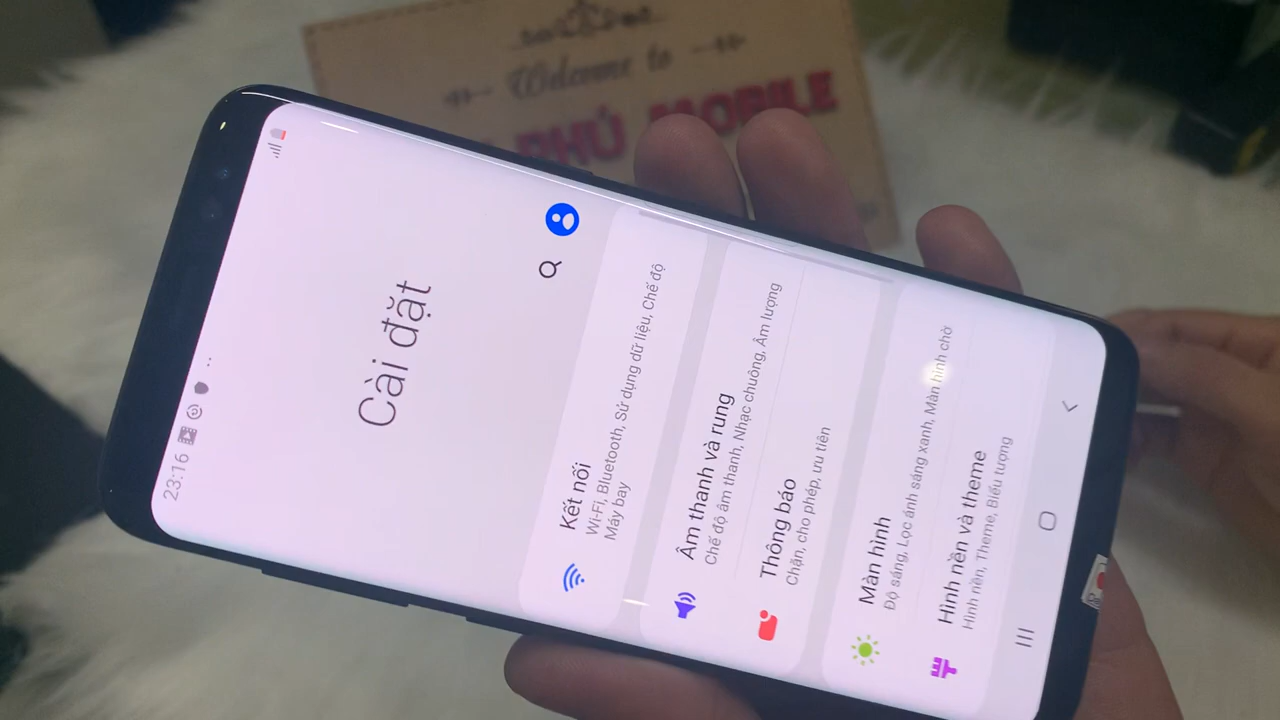 Welcome to
PHÚ MOBILE
23:16
Cài đặt
Kết nối
Wi-Fi, Bluetooth, Sử dụng dữ liệu, Chế độ
Máy bay
Âm thanh và rung
Chế độ âm thanh, Nhạc chuông, Âm lượng
Thông báo
Chặn, cho phép, ưu tiên
Màn hình
Độ sáng, Lọc ánh sáng xanh, Màn hình chờ
Hình nền và theme
Hình nền, Theme, Biểu tượng